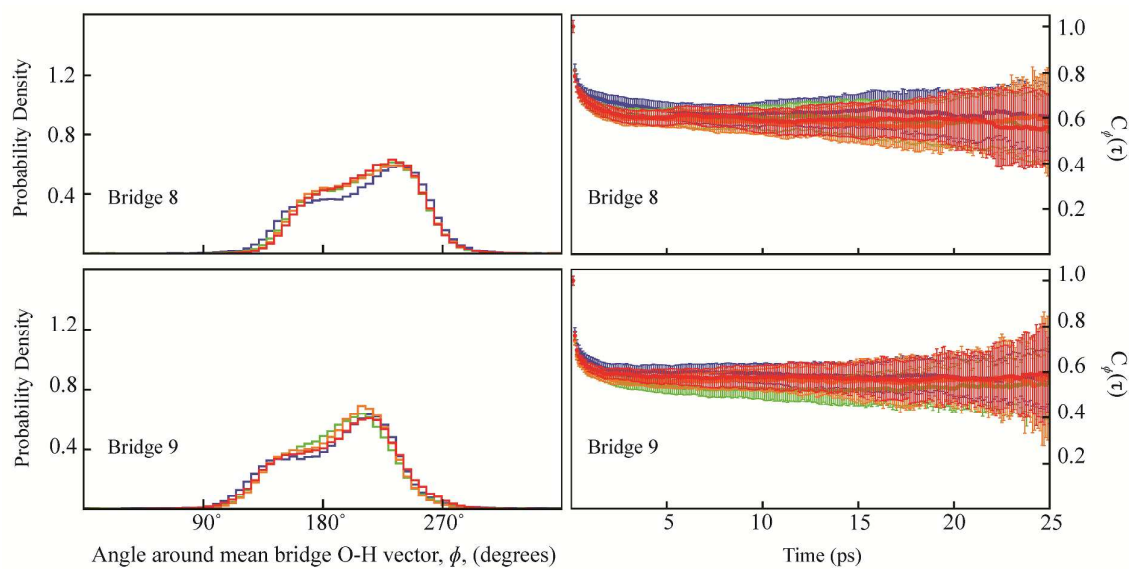 Probability Density
1.2
0.8
0.4
Bridge 8
Bridge 8
1.0
0.8
0.6
0.4
0.2
Cϕ(τ)
Probability Density
1.2
0.8
0.4
Bridge 9
Bridge 9
1.0
0.8
0.6
0.4
0.2
Cϕ(τ)
90° 180° 270°
5 10 15 20 25
Angle around mean bridge O-H vector, ϕ, (degrees)
Time (ps)